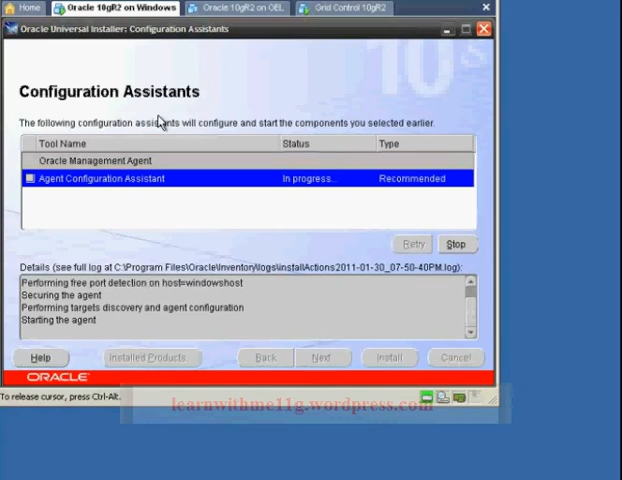 Home Oracle 10gR2 on Windows Oracle 10gR2 on OEL Grid Control 10gR2
Oracle Universal Installer: Configuration Assistants
10g
Configuration Assistants
The following configuration assistants will configure and start the components you selected earlier.
Tool Name Status Type
Oracle Management Agent
Agent Configuration Assistant In progress... Recommended
Retry Stop
Details (see full log at C:\Program Files\Oracle\Inventory\logs\installActions2011-01-30_07-50-40PM.log):
Performing free port detection on host=windowshost
Securing the agent
Performing targets discovery and agent configuration
Starting the agent
Help Installed Products... Back Next Install Cancel
ORACLE
To release cursor, press Ctrl-Alt.
learnwithme11g.wordpress.com